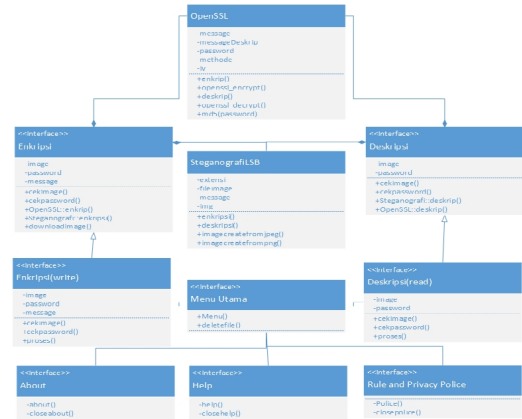 OpenSSL
message
-messageDeskrip
-password
methode
-iv
+enkrip()
+openssl_encrypt()
+deskrip()
+openssl_decrypt()
+md5(password)
<<Interface>>
Enkripsi
image
-password
-message
+cekimage()
+cekpassword()
+OpenSSL::enkrip()
+Steganografi::enkripsi()
+downloadimage()
SteganografiLSB
-extensi
-fileimage
message
-img
+enkripsi()
+deskripsi()
+imagecreatefromjpeg()
+imagecreatefrompng()
<<Interface>>
Deskripsi
image
-password
+cekimage()
+cekpassword()
+Steganografi::deskrip()
+OpenSSL::deskrip()
<<Interface>>
Enkripsi(write)
-image
-password
-message
+cekimage()
+cekpassword()
+proses()
<<Interface>>
Menu Utama
+Menu()
+deletefile()
<<Interface>>
Deskripsi(read)
-image
-password
+cekimage()
+cekpassword()
+proses()
<<Interface>>
About
-about()
-closeabout()
<<Interface>>
Help
-help()
-closehelp()
<<Interface>>
Rule and Privacy Police
-Police()
-closepolice()